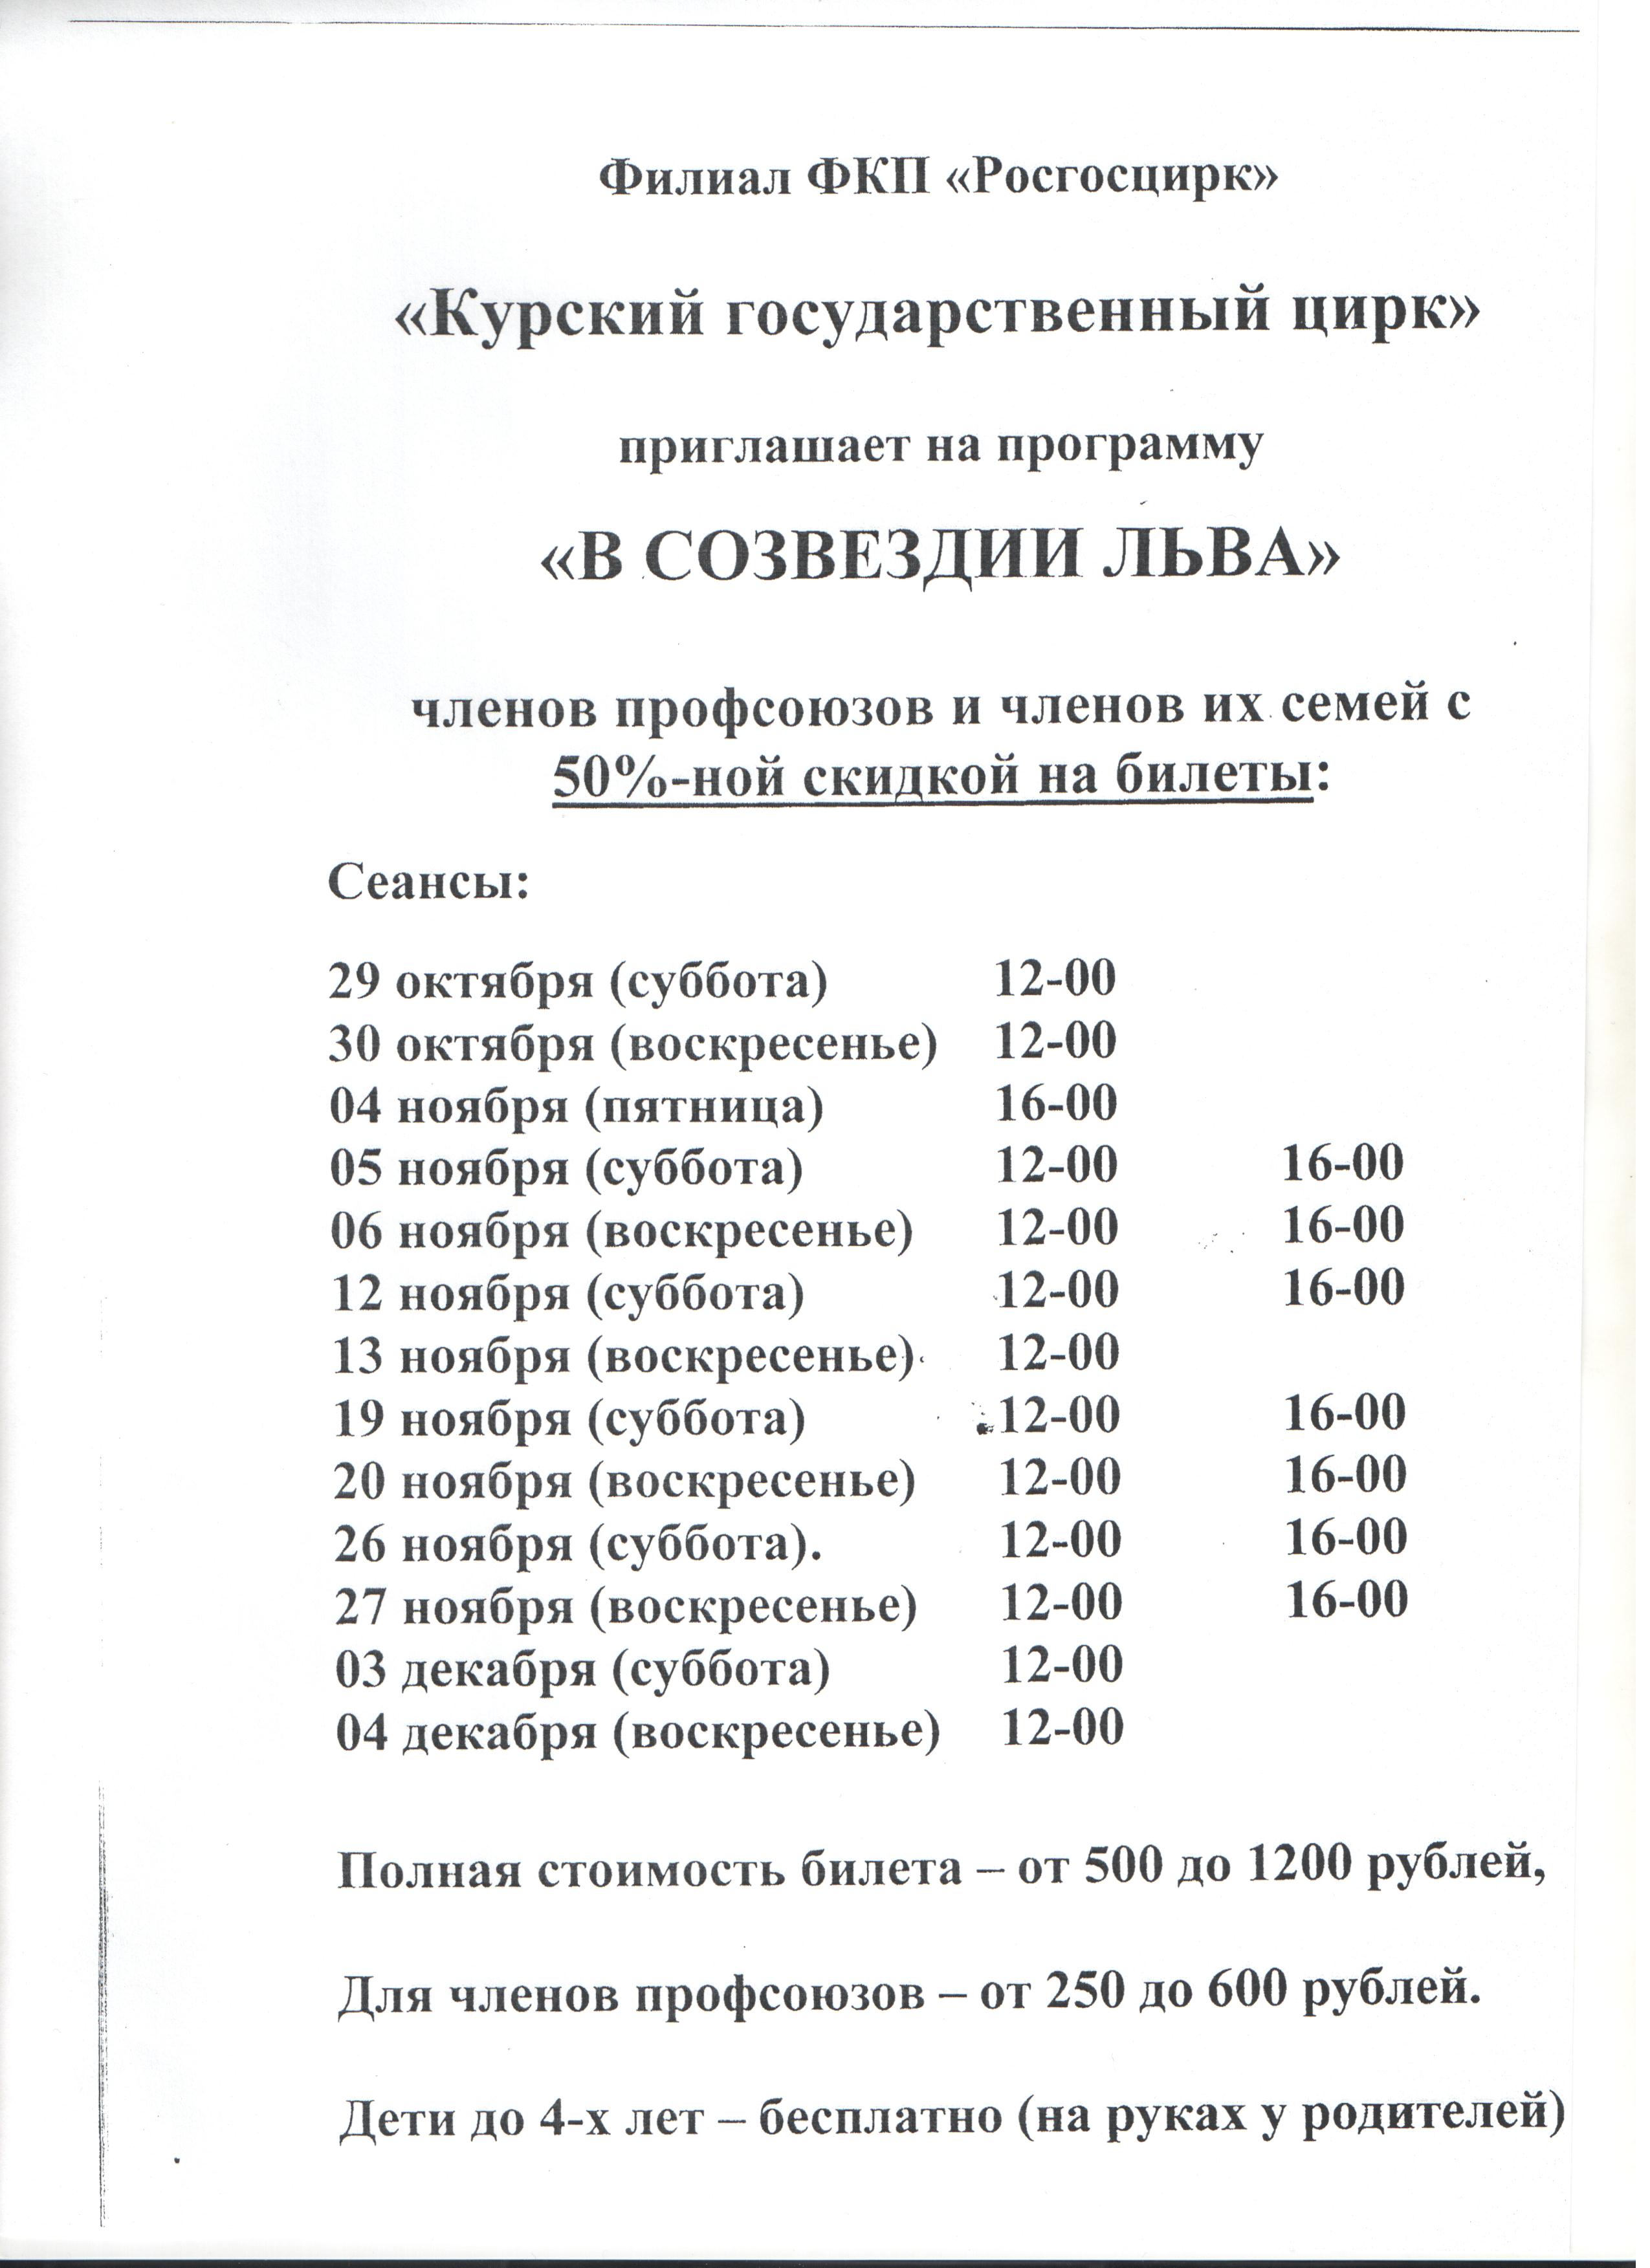 Филиал ФКП «Росгосцирк»
«Курский государственный цирк»
приглашает на программу
«В СОЗВЕЗДИИ ЛЬВА»
членов профсоюзов и членов их семей с
50%-ной скидкой на билеты:
Сеансы:
29 октября (суббота) 12-00
30 октября (воскресенье) 12-00
04 ноября (пятница) 16-00
05 ноября (суббота) 12-00 16-00
06 ноября (воскресенье) 12-00 16-00
12 ноября (суббота) 12-00 16-00
13 ноября (воскресенье) 12-00
19 ноября (суббота) 12-00 16-00
20 ноября (воскресенье) 12-00 16-00
26 ноября (суббота). 12-00 16-00
27 ноября (воскресенье) 12-00 16-00
03 декабря (суббота) 12-00
04 декабря (воскресенье) 12-00
Полная стоимость билета – от 500 до 1200 рублей,
Для членов профсоюзов – от 250 до 600 рублей.
Дети до 4-х лет – бесплатно (на руках у родителей)